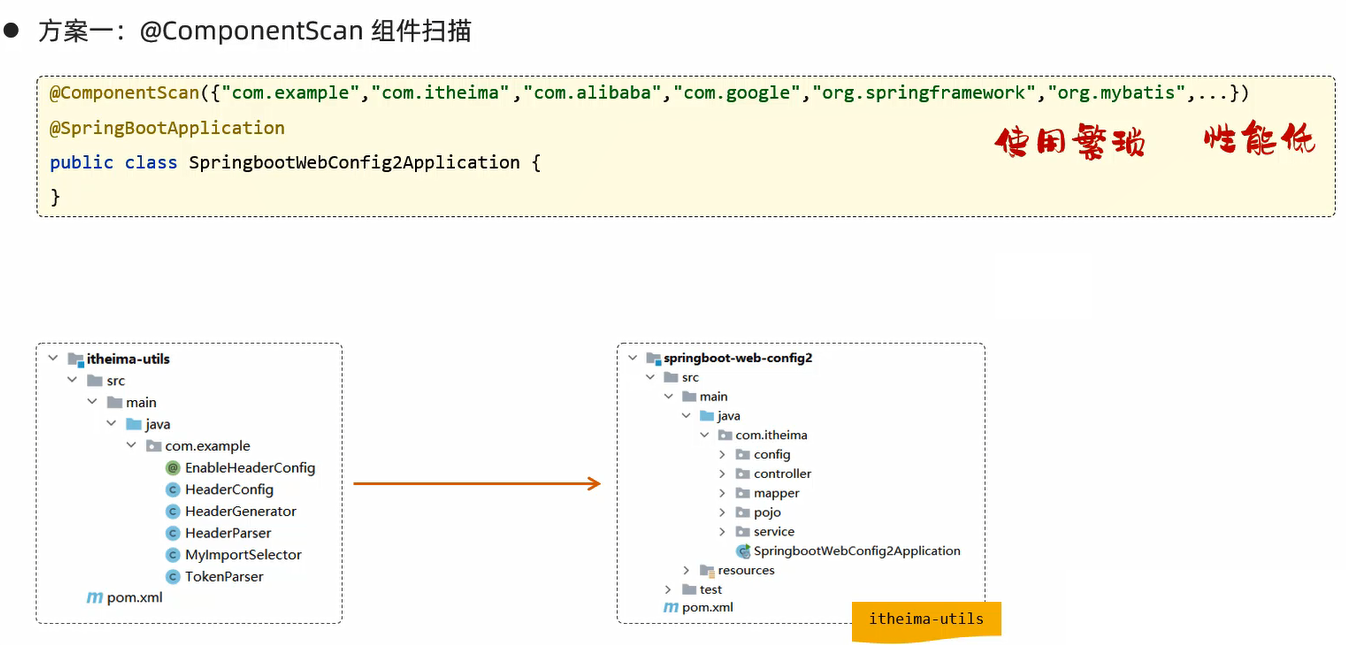 ● 方案一：@ComponentScan 组件扫描
@ComponentScan({"com.example","com.itheima","com.alibaba","com.google","org.springframework","org.mybatis",...})
@SpringBootApplication
public class SpringbootWebConfig2Application {
}
使用繁琐 性能低
itheima-utils
src
main
java
com.example
EnableHeaderConfig
HeaderConfig
HeaderGenerator
HeaderParser
MyImportSelector
TokenParser
pom.xml
springboot-web-config2
src
main
java
com.itheima
config
controller
mapper
pojo
service
SpringbootWebConfig2Application
resources
test
pom.xml
itheima-utils